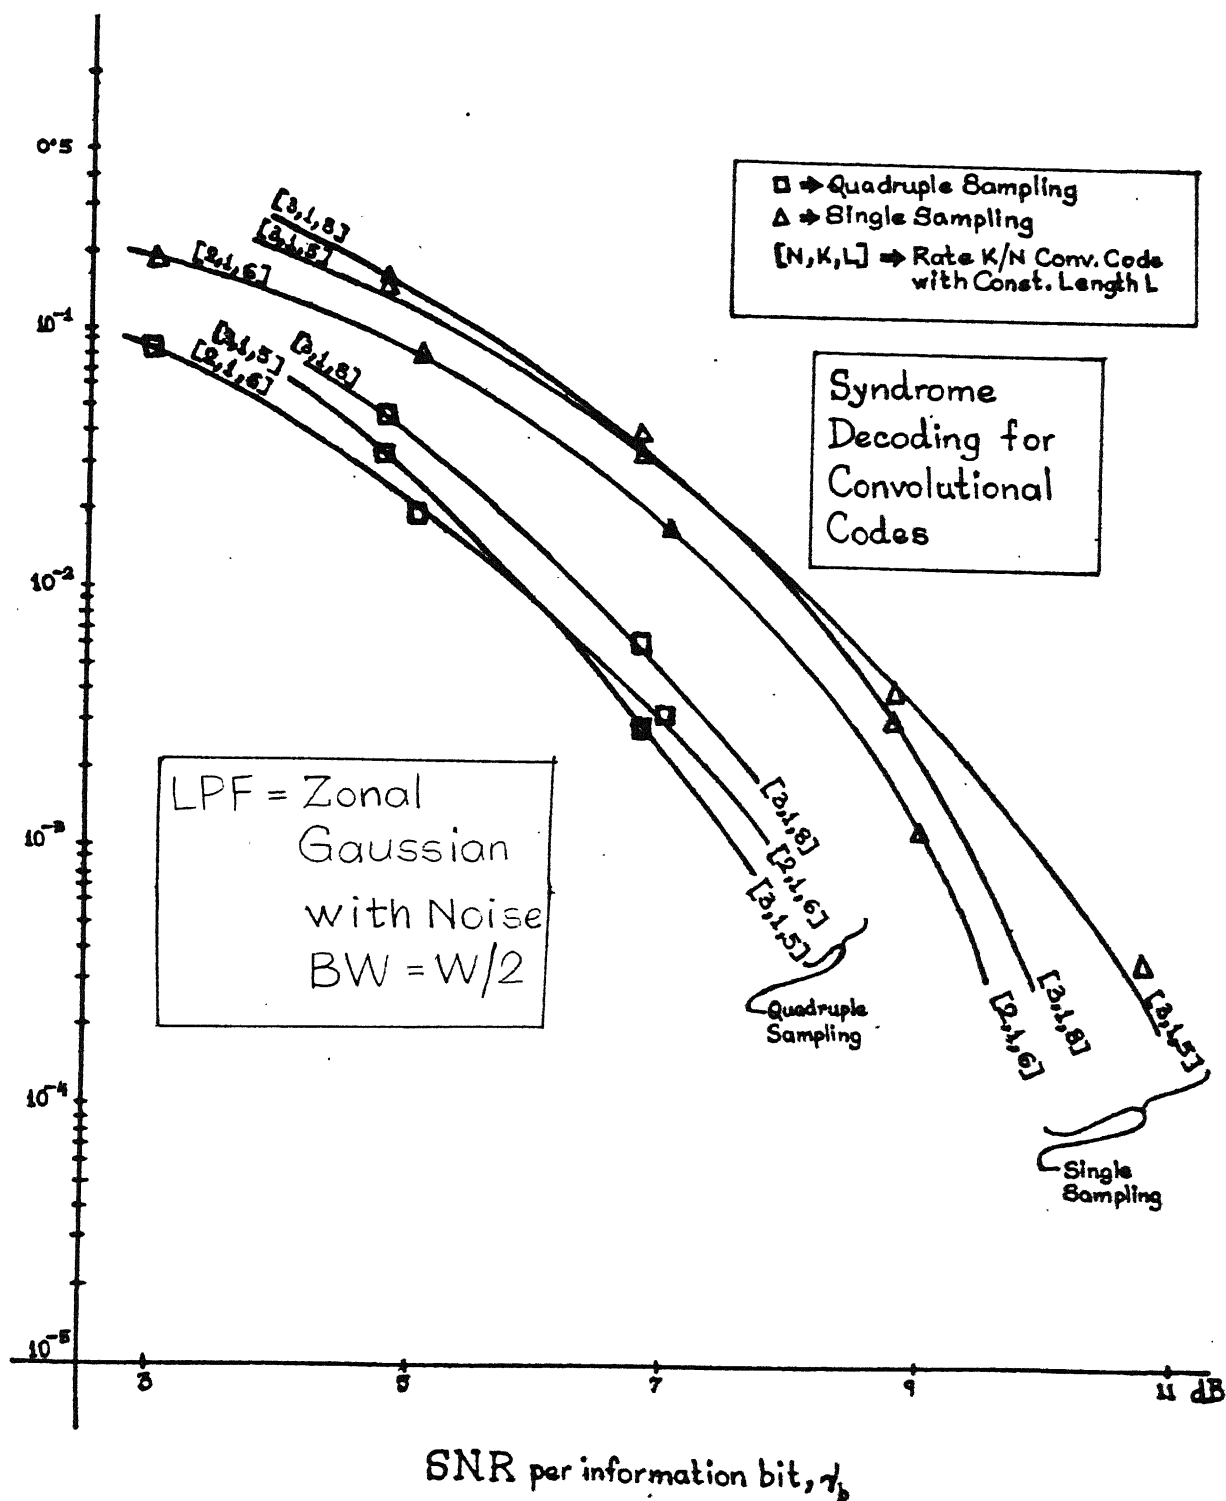 0.5
10-1
10-2
10-3
10-4
10-5
3
5
7
9
11 dB
SNR per information bit, γb
□ ⇒ Quadruple Sampling
△ ⇒ Single Sampling
[N,K,L] ⇒ Rate K/N Conv. Code
with Const. Length L
Syndrome
Decoding for
Convolutional
Codes
[3,1,8]
[3,1,5]
[2,1,6]
[3,1,5]
[2,1,6]
[3,1,8]
LPF = Zonal
Gaussian
with Noise
BW = W/2
[3,1,8]
[2,1,6]
[3,1,5]
Quadruple
Sampling
[2,1,6]
[3,1,8]
[3,1,5]
Single
Sampling